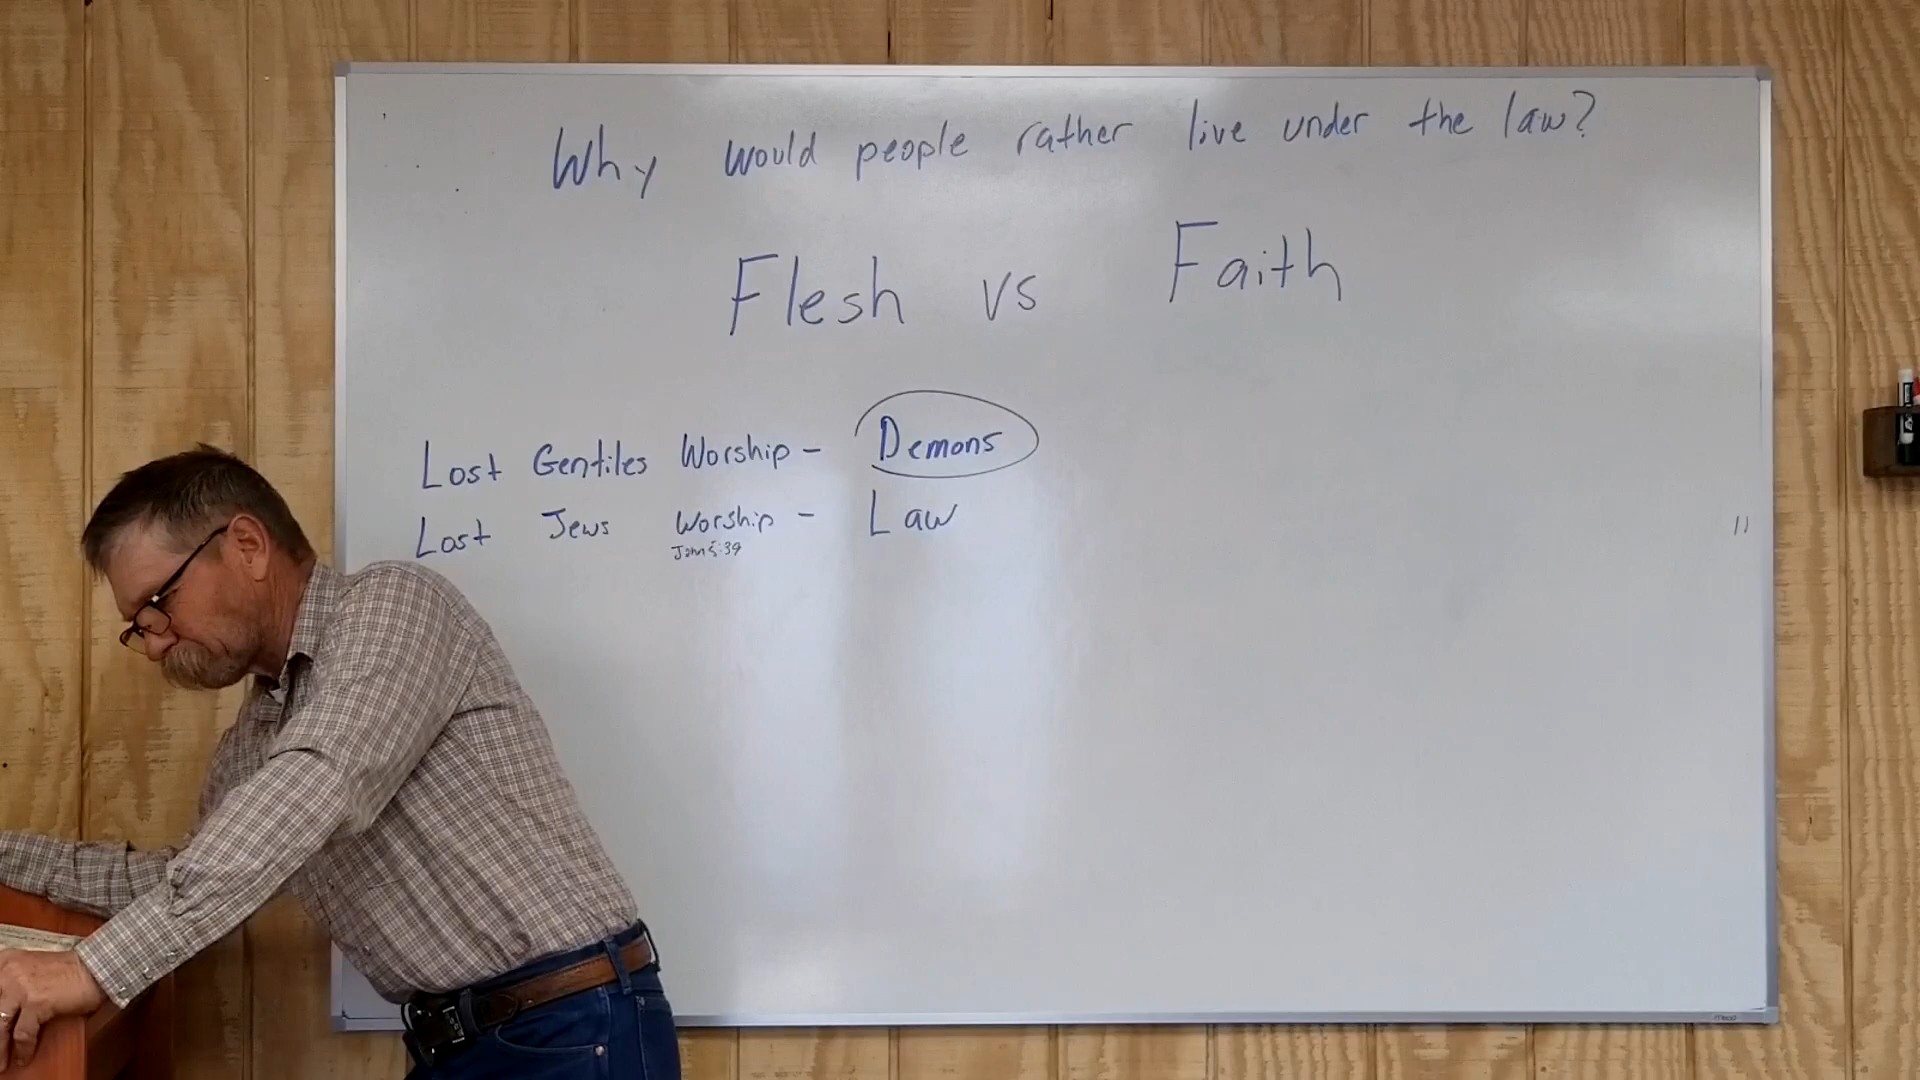 Why would people rather live under the law?
Flesh vs Faith
Lost Gentiles Worship - Demons
Lost Jews Worship - Law
John 5:39